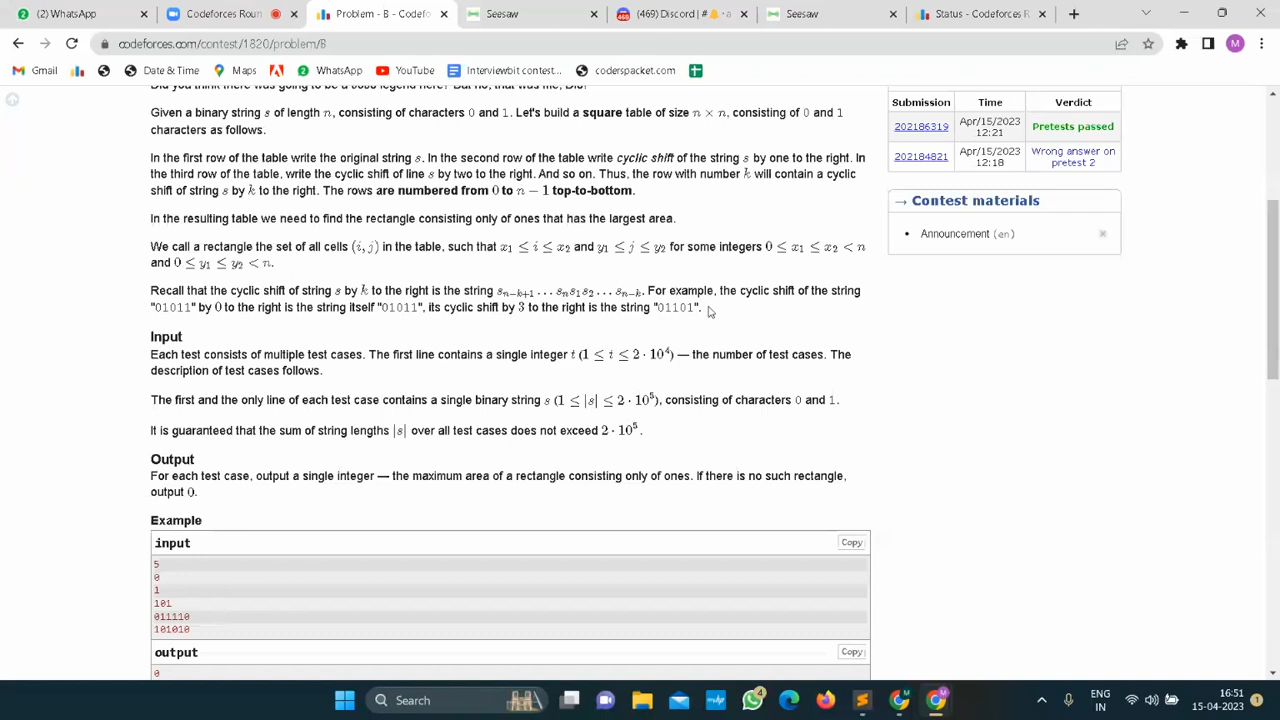 (2) WhatsApp
Codeforces Roun
Problem - B - Codefo
Seesaw
(469) Discord | #🔔-a
Seesaw
Status - Codeforces R
codeforces.com/contest/1820/problem/B
M
Gmail
Date & Time
Maps
WhatsApp
YouTube
Interviewbit contest...
coderspacket.com
Given a binary string s of length n, consisting of characters 0 and 1. Let's build a square table of size n × n, consisting of 0 and 1
characters as follows.
In the first row of the table write the original string s. In the second row of the table write cyclic shift of the string s by one to the right. In
the third row of the table, write the cyclic shift of line s by two to the right. And so on. Thus, the row with number k will contain a cyclic
shift of string s by k to the right. The rows are numbered from 0 to n − 1 top-to-bottom.
In the resulting table we need to find the rectangle consisting only of ones that has the largest area.
We call a rectangle the set of all cells (i, j) in the table, such that x₁ ≤ i ≤ x₂ and y₁ ≤ j ≤ y₂ for some integers 0 ≤ x₁ ≤ x₂ < n
and 0 ≤ y₁ ≤ y₂ < n.
Recall that the cyclic shift of string s by k to the right is the string sₙ₋ₖ₊₁ … sₙs₁s₂ … sₙ₋ₖ. For example, the cyclic shift of the string
"01011" by 0 to the right is the string itself "01011", its cyclic shift by 3 to the right is the string "01101".
Input
Each test consists of multiple test cases. The first line contains a single integer t (1 ≤ t ≤ 2 · 10⁴) — the number of test cases. The
description of test cases follows.
The first and the only line of each test case contains a single binary string s (1 ≤ |s| ≤ 2 · 10⁵), consisting of characters 0 and 1.
It is guaranteed that the sum of string lengths |s| over all test cases does not exceed 2 · 10⁵.
Output
For each test case, output a single integer — the maximum area of a rectangle consisting only of ones. If there is no such rectangle,
output 0.
Example
input
Copy
5
0
1
101
011110
101010
output
Copy
0
Submission Time Verdict
202186319 Apr/15/2023 12:21 Pretests passed
202184821 Apr/15/2023 12:18 Wrong answer on pretest 2
→ Contest materials
Announcement (en)
Search
4
ENG
IN
16:51
15-04-2023
1